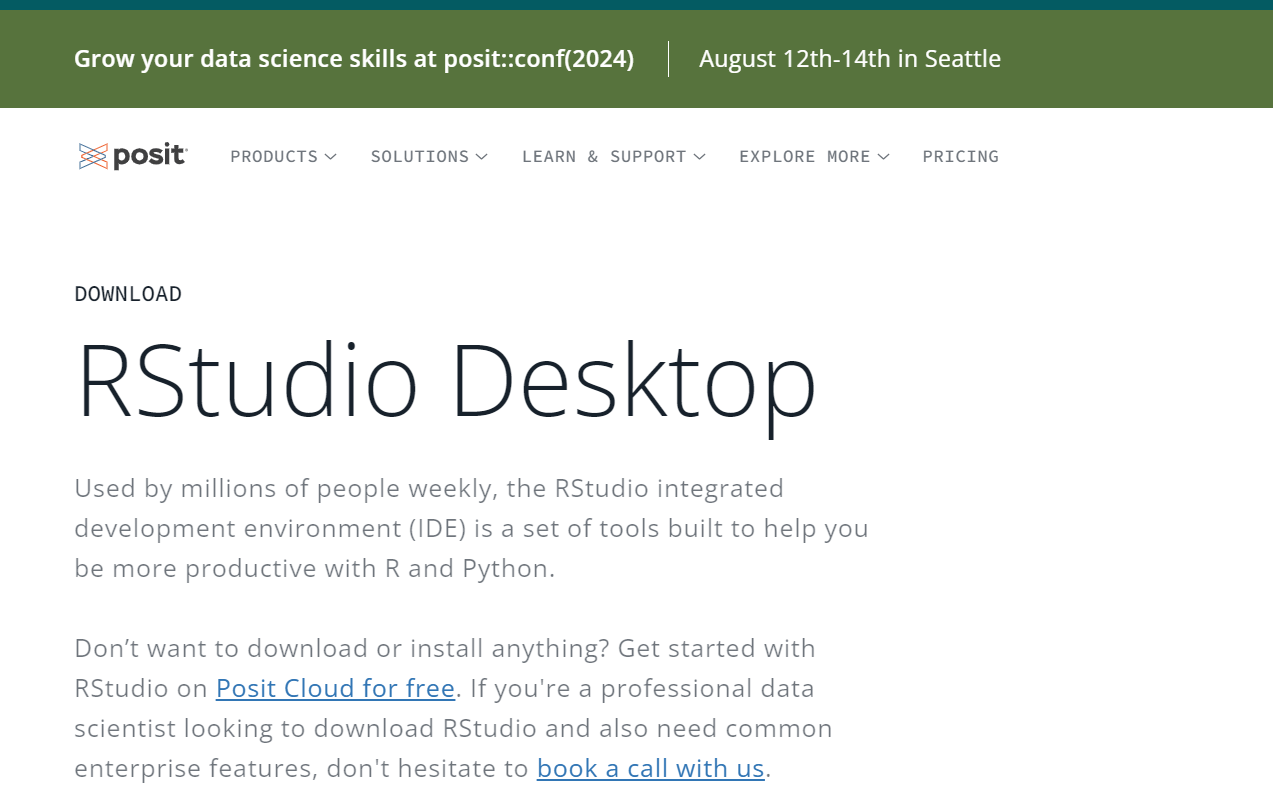 Grow your data science skills at posit::conf(2024) August 12th-14th in Seattle
posit PRODUCTS SOLUTIONS LEARN & SUPPORT EXPLORE MORE PRICING
DOWNLOAD
RStudio Desktop
Used by millions of people weekly, the RStudio integrated
development environment (IDE) is a set of tools built to help you
be more productive with R and Python.
Don’t want to download or install anything? Get started with
RStudio on Posit Cloud for free. If you're a professional data
scientist looking to download RStudio and also need common
enterprise features, don't hesitate to book a call with us.